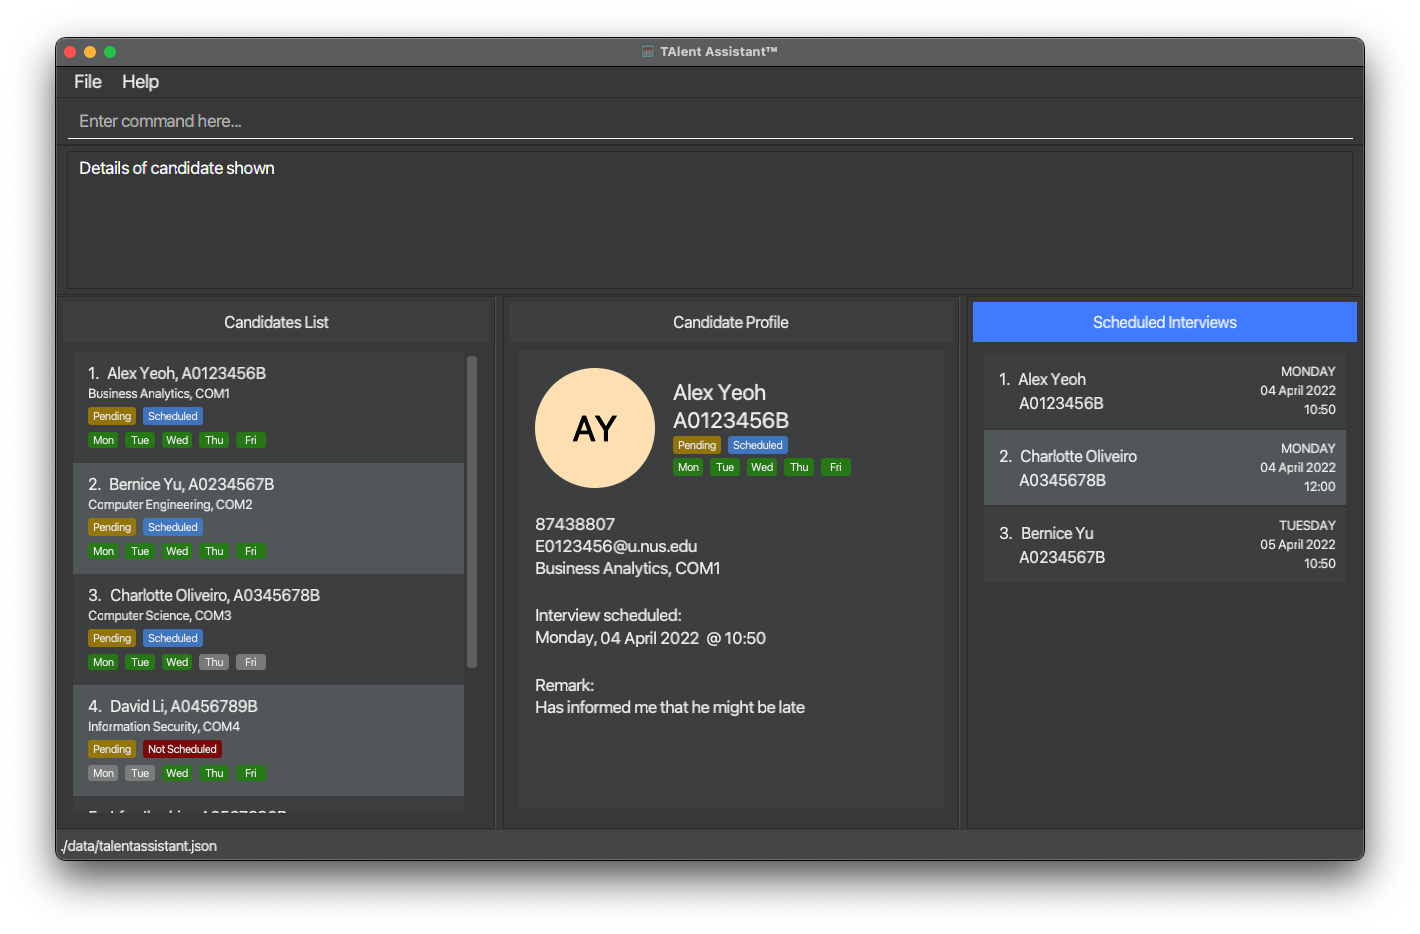 TAlent Assistant™
File Help
Enter command here...
Details of candidate shown
Candidates List
1. Alex Yeoh, A0123456B
Business Analytics, COM1
Pending Scheduled
Mon Tue Wed Thu Fri
2. Bernice Yu, A0234567B
Computer Engineering, COM2
Pending Scheduled
Mon Tue Wed Thu Fri
3. Charlotte Oliveiro, A0345678B
Computer Science, COM3
Pending Scheduled
Mon Tue Wed Thu Fri
4. David Li, A0456789B
Information Security, COM4
Pending Not Scheduled
Mon Tue Wed Thu Fri
Candidate Profile
AY
Alex Yeoh
A0123456B
Pending Scheduled
Mon Tue Wed Thu Fri
87438807
E0123456@u.nus.edu
Business Analytics, COM1
Interview scheduled:
Monday, 04 April 2022 @ 10:50
Remark:
Has informed me that he might be late
Scheduled Interviews
1. Alex Yeoh
A0123456B
MONDAY
04 April 2022
10:50
2. Charlotte Oliveiro
A0345678B
MONDAY
04 April 2022
12:00
3. Bernice Yu
A0234567B
TUESDAY
05 April 2022
10:50
./data/talentassistant.json